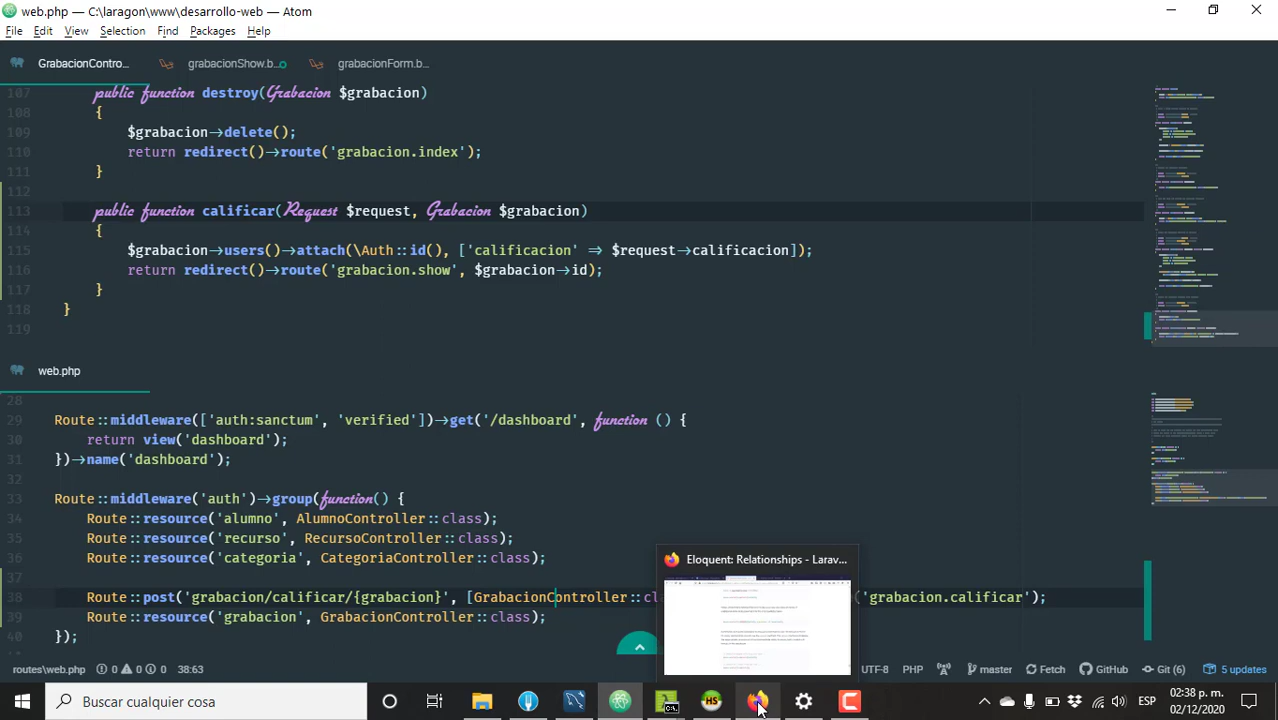 web.php — C:\laragon\www\desarrollo-web — Atom
File Edit View Selection Find Packages Help
GrabacionContro... grabacionShow.b... grabacionForm.b...
107 public function destroy(Grabacion $grabacion)
108 {
109 $grabacion->delete();
110 return redirect()->route('grabacion.index');
111 }
112
113 public function calificar(Request $request, Grabacion $grabacion)
114 {
115 $grabacion->users()->attach(\Auth::id(), ['calificacion' => $request->calificacion]);
116 return redirect()->route('grabacion.show', $grabacion->id);
117 }
118 }
119
web.php
28
29 Route::middleware(['auth:sanctum', 'verified'])->get('/dashboard', function () {
30 return view('dashboard');
31 })->name('dashboard');
32
33 Route::middleware('auth')->group(function() {
34 Route::resource('alumno', AlumnoController::class);
35 Route::resource('recurso', RecursoController::class);
36 Route::resource('categoria', CategoriaController::class);
37
Route::post('grabacion/calificar/{grabacion}', [GrabacionController::cl ('grabacion.calificar');
Route::resource('grabacion', GrabacionController::class);
});
Eloquent: Relationships - Larav...
routes\web.php 0 0 0 UTF-8 PHP master Fetch GitHub Git (6) 5 updates
Buscar cualquier cosa ESP 02:38 p. m.
02/12/2020